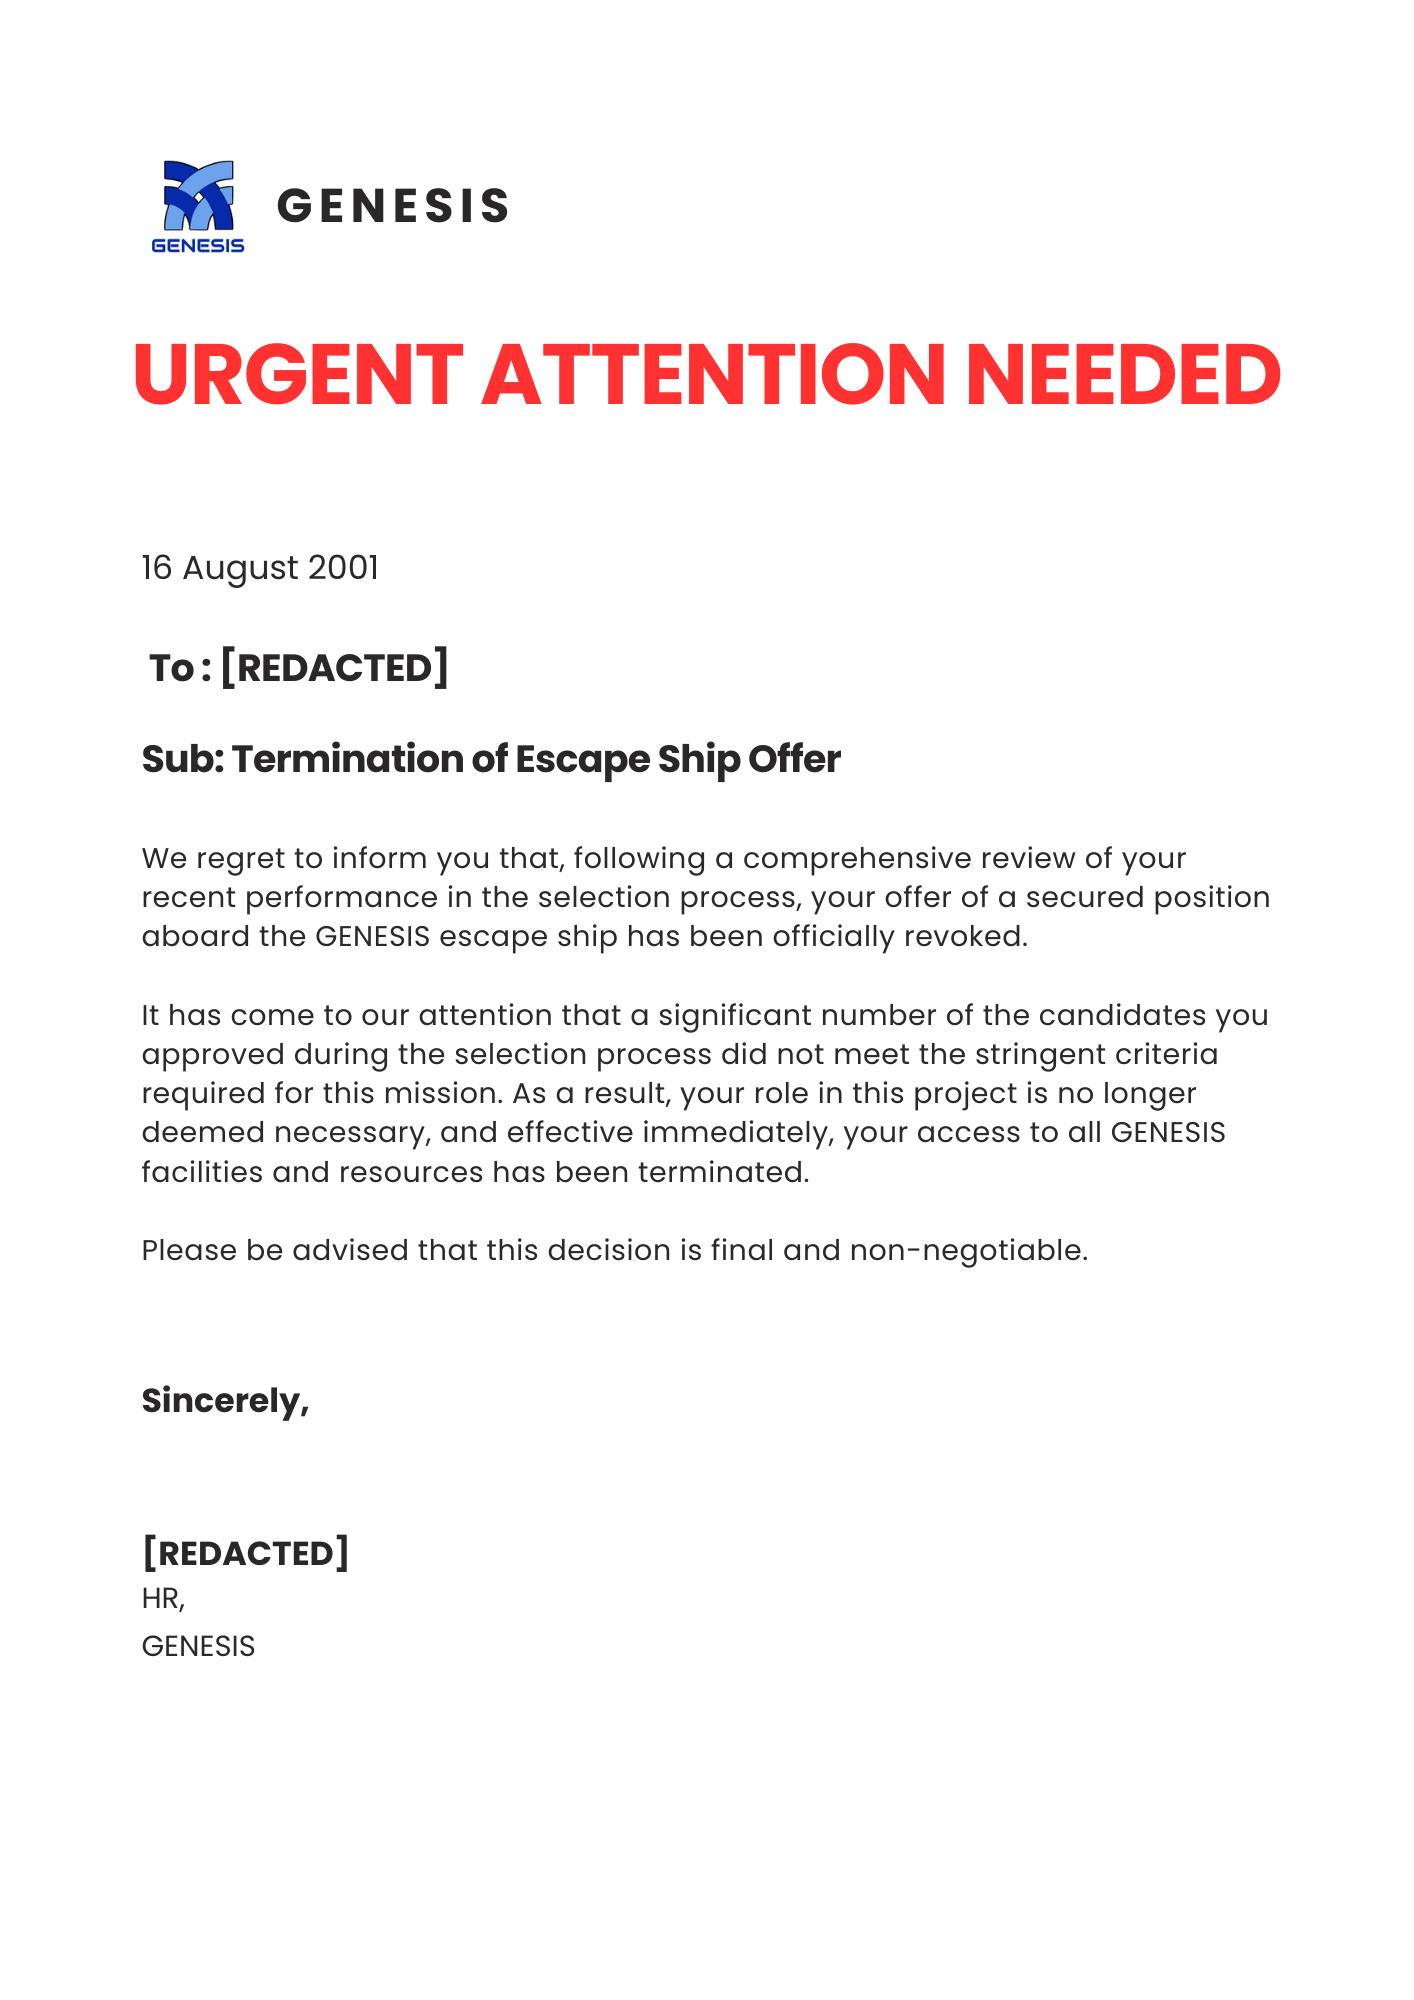 GENESIS
GENESIS
URGENT ATTENTION NEEDED
16 August 2001
To : [REDACTED]
Sub: Termination of Escape Ship Offer
We regret to inform you that, following a comprehensive review of your
recent performance in the selection process, your offer of a secured position
aboard the GENESIS escape ship has been officially revoked.
It has come to our attention that a significant number of the candidates you
approved during the selection process did not meet the stringent criteria
required for this mission. As a result, your role in this project is no longer
deemed necessary, and effective immediately, your access to all GENESIS
facilities and resources has been terminated.
Please be advised that this decision is final and non-negotiable.
Sincerely,
[REDACTED]
HR,
GENESIS